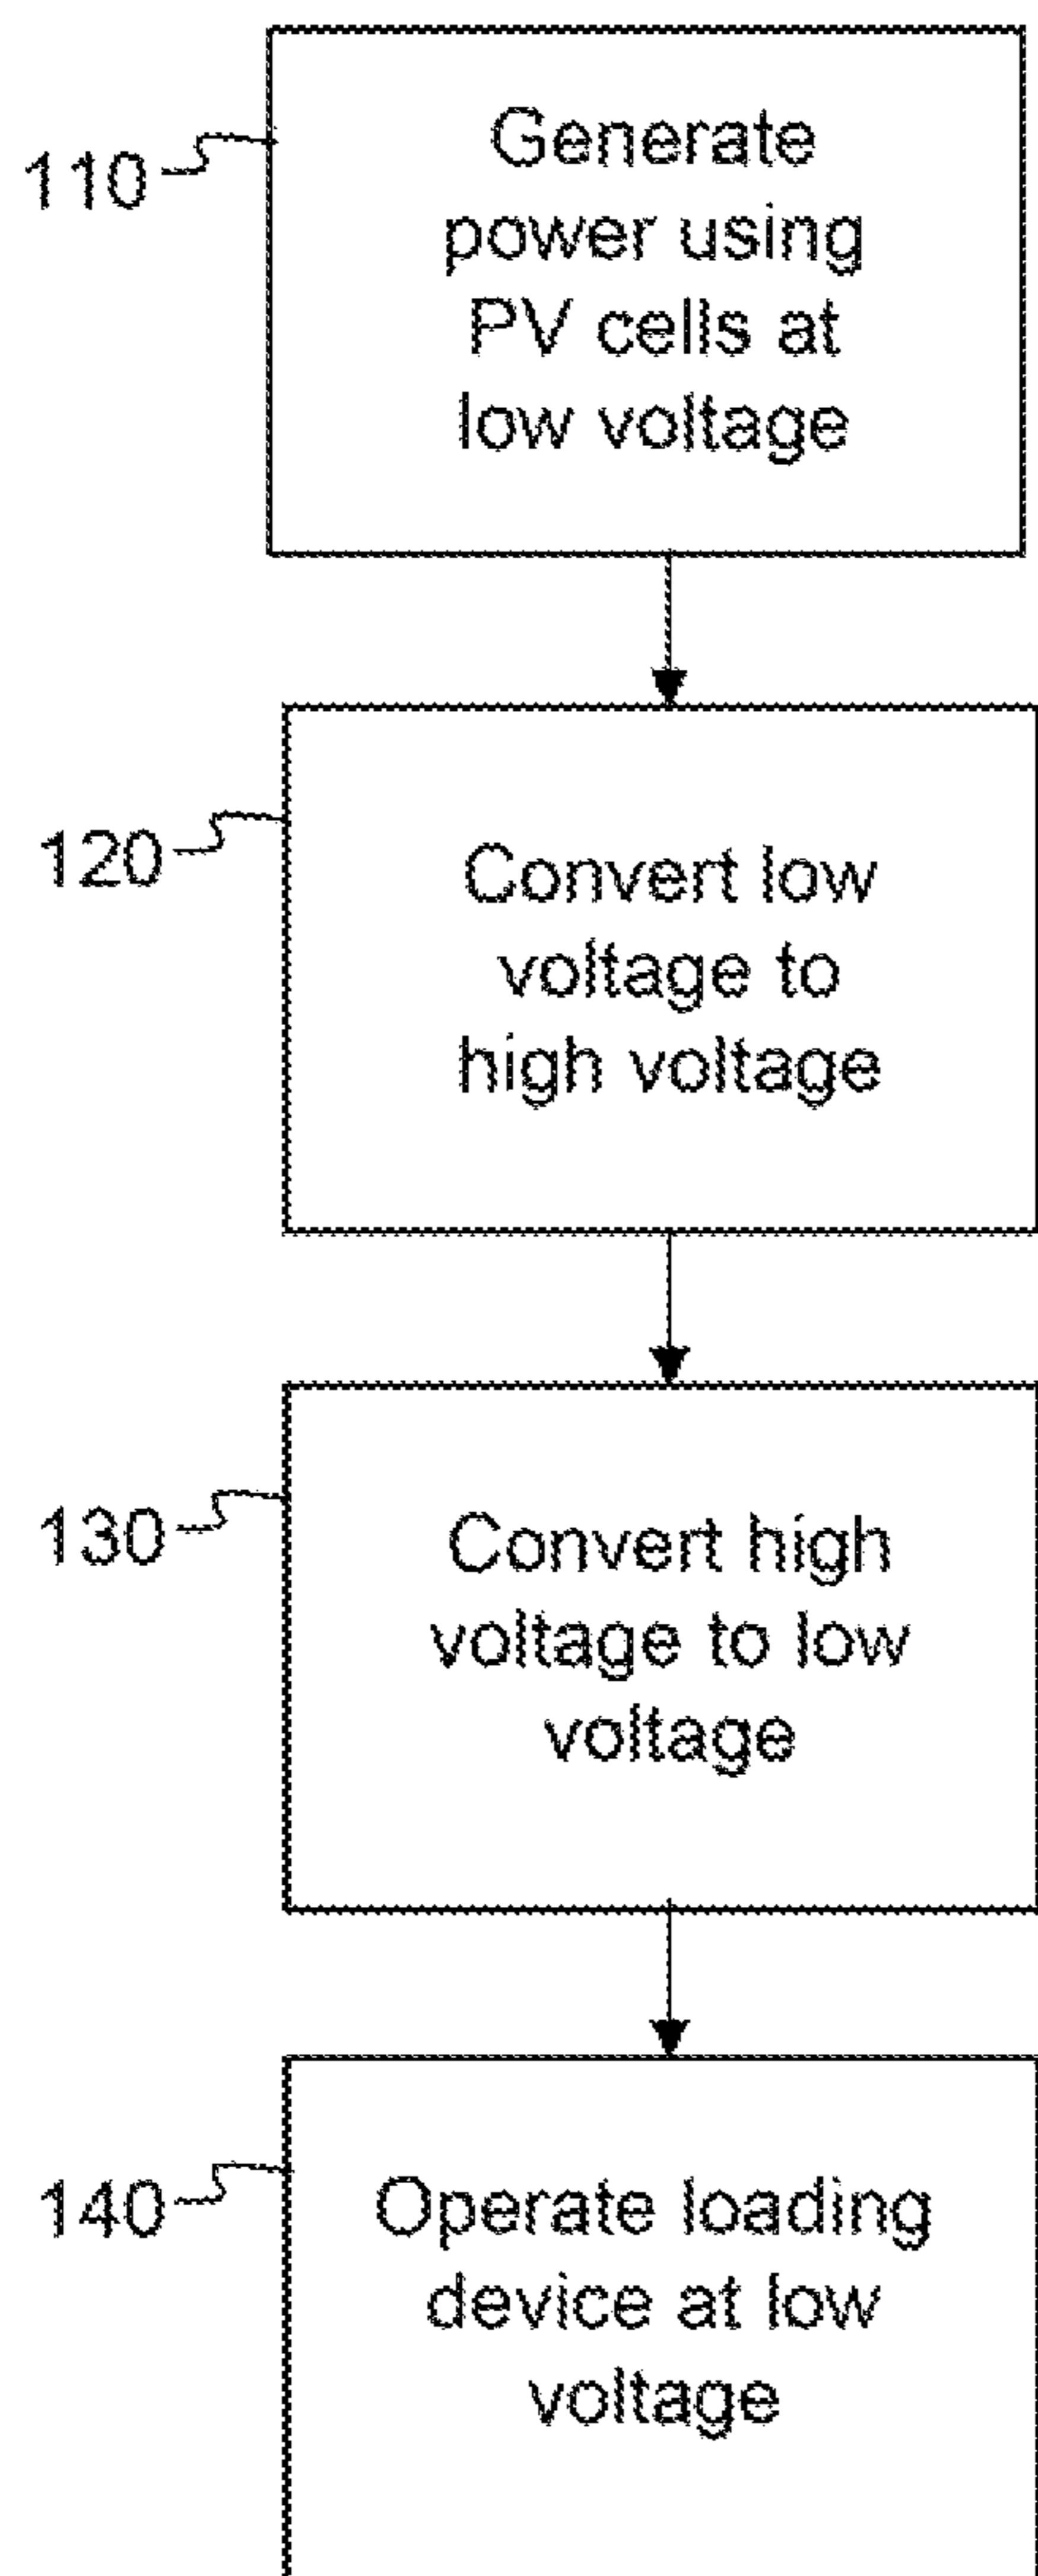 110
Generate
power using
PV cells at
low voltage
120
Convert low
voltage to
high voltage
130
Convert high
voltage to low
voltage
140
Operate loading
device at low
voltage